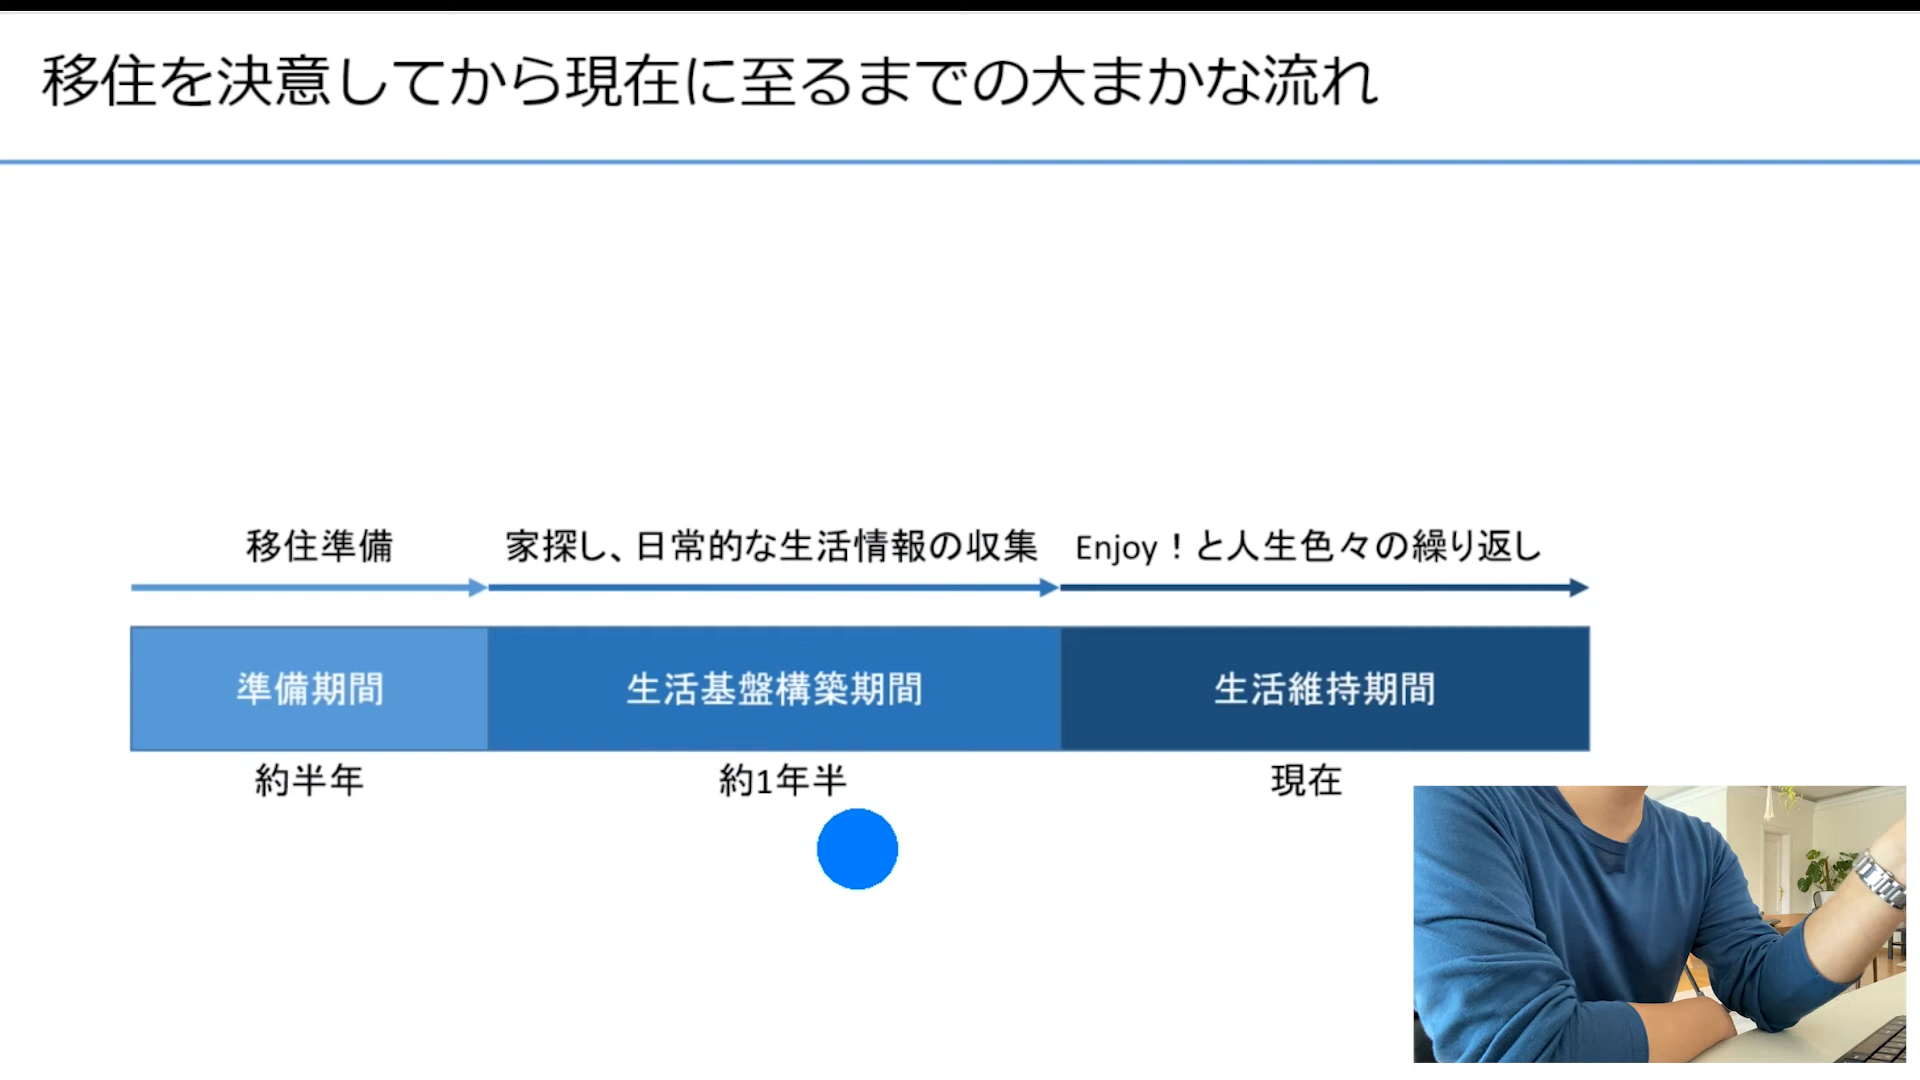 移住を決意してから現在に至るまでの大まかな流れ
移住準備
家探し、日常的な生活情報の収集
Enjoy！と人生色々の繰り返し
準備期間
生活基盤構築期間
生活維持期間
約半年
約1年半
現在